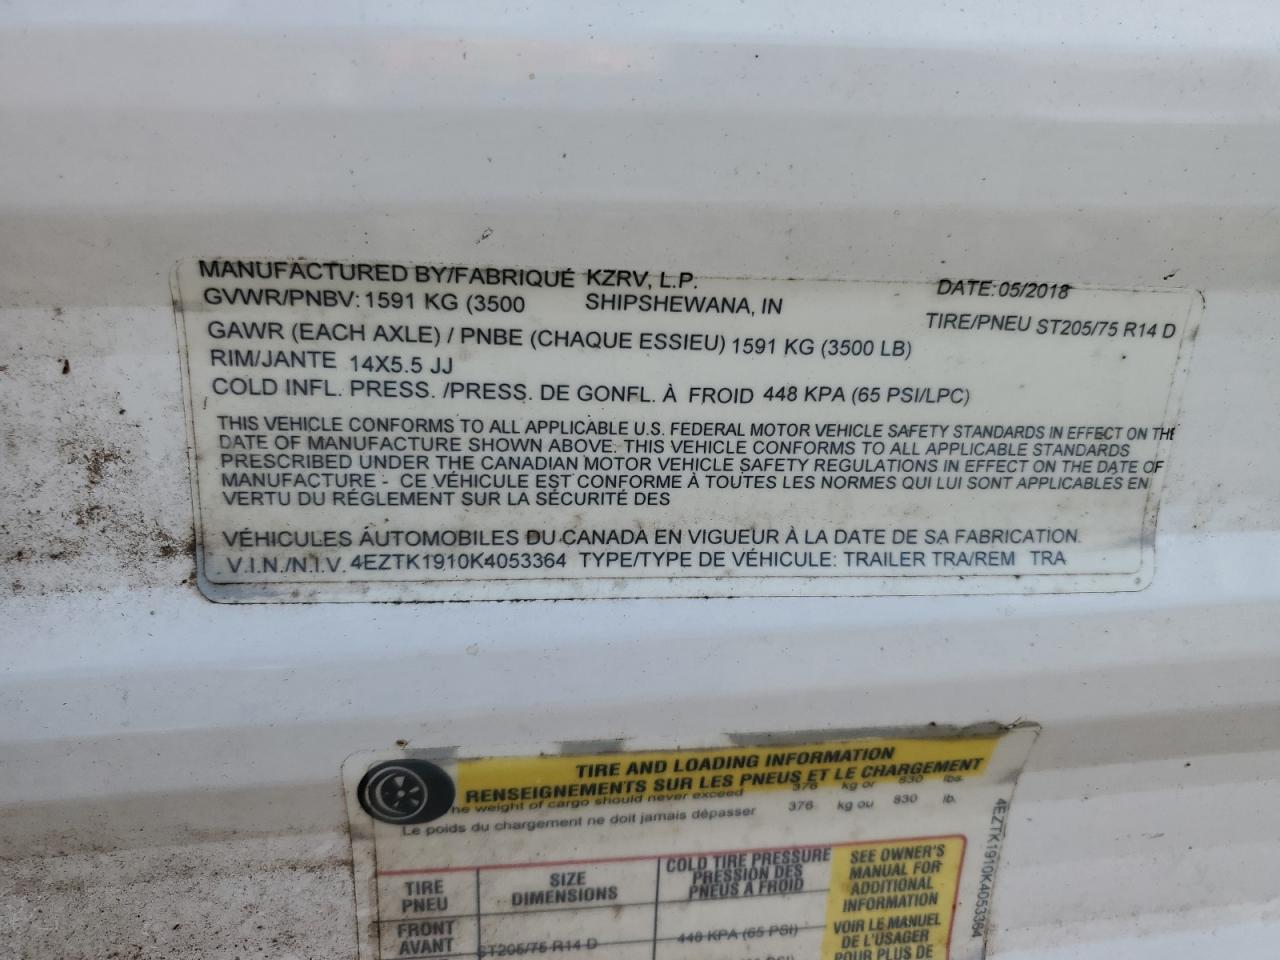 MANUFACTURED BY/FABRIQUÉ KZRV, L.P. DATE: 05/2018
GVWR/PNBV: 1591 KG (3500 SHIPSHEWANA, IN
TIRE/PNEU ST205/75 R14 D
GAWR (EACH AXLE) / PNBE (CHAQUE ESSIEU) 1591 KG (3500 LB)
RIM/JANTE 14X5.5 JJ
COLD INFL. PRESS. /PRESS. DE GONFL. À FROID 448 KPA (65 PSI/LPC)
THIS VEHICLE CONFORMS TO ALL APPLICABLE U.S. FEDERAL MOTOR VEHICLE SAFETY STANDARDS IN EFFECT ON THE
DATE OF MANUFACTURE SHOWN ABOVE. THIS VEHICLE CONFORMS TO ALL APPLICABLE STANDARDS
PRESCRIBED UNDER THE CANADIAN MOTOR VEHICLE SAFETY REGULATIONS IN EFFECT ON THE DATE OF
MANUFACTURE - CE VÉHICULE EST CONFORME À TOUTES LES NORMES QUI LUI SONT APPLICABLES EN
VERTU DU RÉGLEMENT SUR LA SÉCURITÉ DES
VÉHICULES AUTOMOBILES DU CANADA EN VIGUEUR À LA DATE DE SA FABRICATION.
V.I.N./N.I.V. 4EZTK1910K4053364 TYPE/TYPE DE VÉHICULE: TRAILER TRA/REM TRA
TIRE AND LOADING INFORMATION
RENSEIGNEMENTS SUR LES PNEUS ET LE CHARGEMENT
he weight of cargo should never exceed 376 kg or 830 lbs.
Le poids du chargement ne doit jamais dépasser 376 kg ou 830 lb.
4EZTK1910K4053364
TIRE
PNEU
SIZE
DIMENSIONS
COLD TIRE PRESSURE
PRESSION DES
PNEUS A FROID
SEE OWNER'S
MANUAL FOR
ADDITIONAL
INFORMATION
FRONT
AVANT
ST205/75 R14 D
448 KPA (65 PSI)
VOIR LE MANUEL
DE L'USAGER
POUR PLUS DE